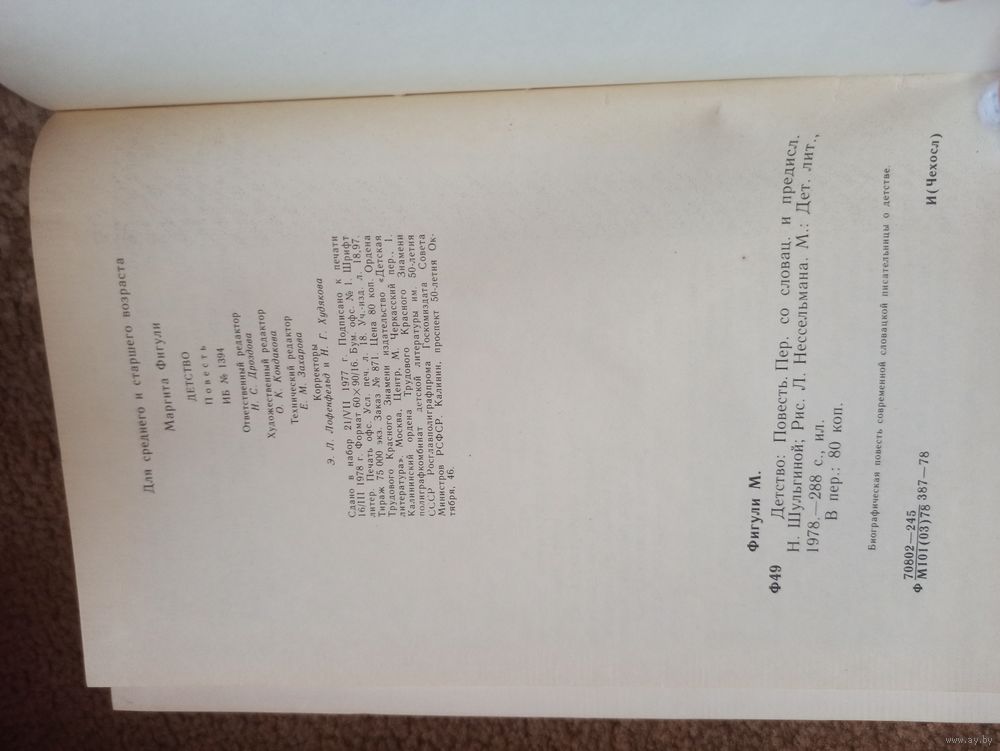 Для среднего и старшего возраста
Маргита Фигули
ДЕТСТВО
Повесть
ИБ № 1394
Ответственный редактор
Н. С. Дроздова
Художественный редактор
О. К. Кондакова
Технический редактор
Е. М. Захарова
Корректоры
Э. Л. Лофенфельд и Н. Г. Худякова
Сдано в набор 21/VII 1977 г. Подписано к печати
16/III 1978 г. Формат 60×90/16. Бум. офс. № 1. Шрифт
литер. Печать офс. Усл. печ. л. 18. Уч.-изд. л. 18,97.
Тираж 75 000 экз. Заказ № 871. Цена 80 коп. Ордена
Трудового Красного Знамени издательство «Детская
литература». Москва, Центр, М. Черкасский пер., 1.
Калининский ордена Трудового Красного Знамени
полиграфкомбинат детской литературы им. 50-летия
СССР Росглавполиграфпрома Госкомиздата Совета
Министров РСФСР. Калинин, проспект 50-летия Ок-
тября, 46.
Фигули М.
Ф49 Детство: Повесть. Пер. со словац. и предисл.
Н. Шульгиной; Рис. Л. Нессельмана. М.: Дет. лит.,
1978.—288 с., ил.
В пер.: 80 коп.
Биографическая повесть современной словацкой писательницы о детстве.
70802—245
Ф М101(03)78 387—78
И(Чехосл)
www.ay.by